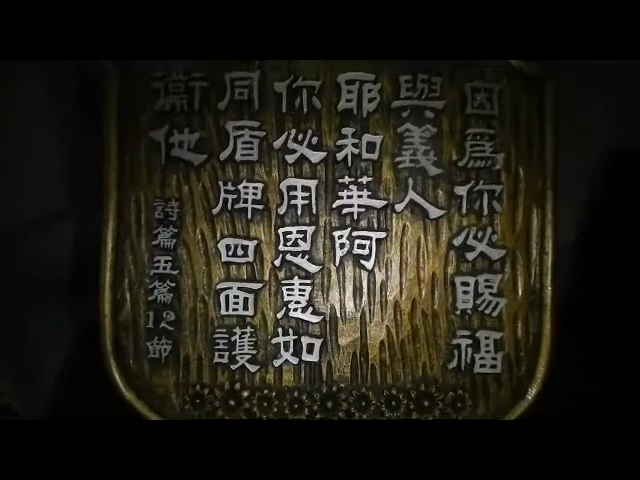 因為你必賜福
與義人
耶和華阿
你必用恩惠如
同盾牌四面護
衞他
詩篇五篇12節